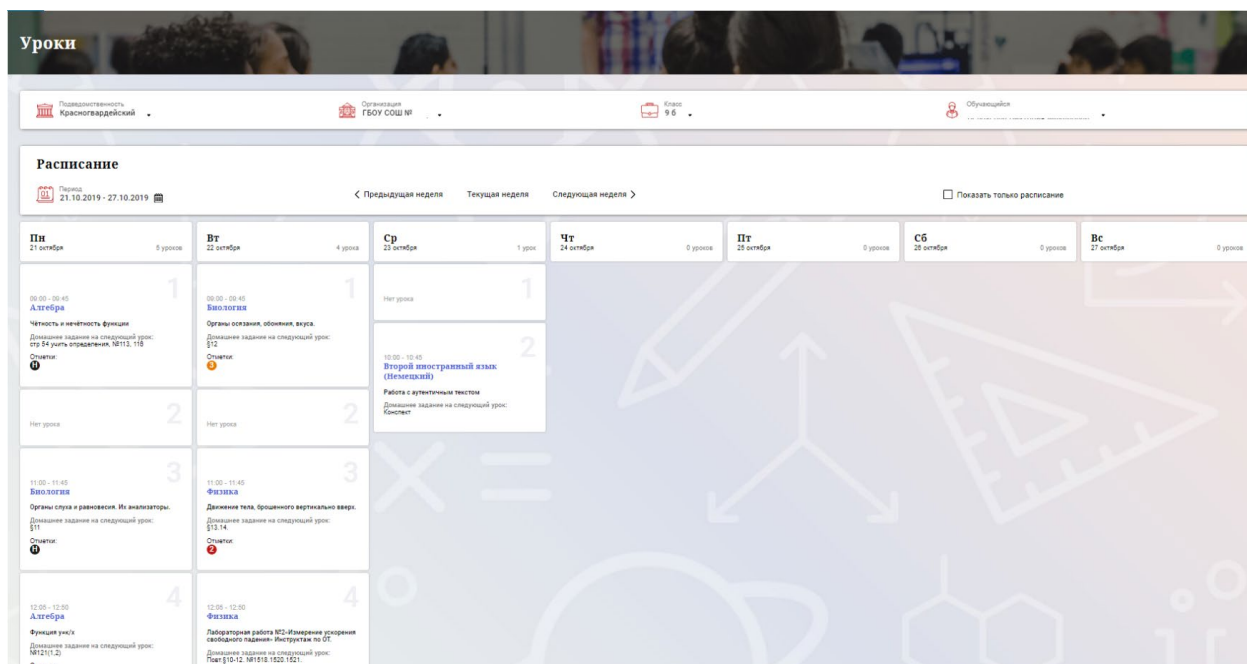 Уроки
Подведомственность
Красногвардейский
Организация
ГБОУ СОШ №
Класс
9 б
Обучающийся
Расписание
Период
21.10.2019 - 27.10.2019
Предыдущая неделя
Текущая неделя
Следующая неделя
Показать только расписание
Пн
21 октября
Вт
22 октября
4 урока
Ср
23 октября
1 урок
Чт
24 октября
0 уроков
Пт
25 октября
0 уроков
Сб
26 октября
0 уроков
Вс
27 октября
0 уроков
1
09:00 - 09:45
Алгебра
Чётность и нечётность функции
Домашнее задание на следующий урок:
стр 54 учить определения, №113, 115
Отметки:
Н
2
Нет урока
3
11:00 - 11:45
Биология
Органы слуха и равновесия. Их анализаторы.
Домашнее задание на следующий урок:
§11
Отметки:
Н
4
12:05 - 12:50
Алгебра
Функция y=к/x
Домашнее задание на следующий урок:
№121(1,2)
1
09:00 - 09:45
Биология
Органы осязания, обоняния, вкуса.
Домашнее задание на следующий урок:
§12
Отметки:
3
2
Нет урока
3
11:00 - 11:45
Физика
Движение тела, брошенного вертикально вверх.
Домашнее задание на следующий урок:
§13,14.
Отметки:
2
4
12:05 - 12:50
Физика
Лабораторная работа №2«Измерение ускорения
свободного падения» Инструктаж по ОТ.
Домашнее задание на следующий урок:
Повт.§10-12. №1518,1520,1521.
1
Нет урока
2
10:00 - 10:45
Второй иностранный язык
(Немецкий)
Работа с аутентичным текстом
Домашнее задание на следующий урок:
Конспект